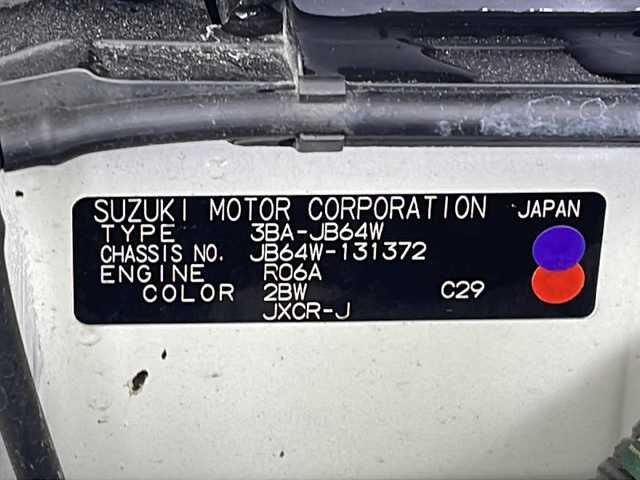 SUZUKI MOTOR CORPORATION JAPAN
TYPE 3BA-JB64W
CHASSIS NO. JB64W-131372
ENGINE R06A
COLOR 2BW C29
JXCR-J